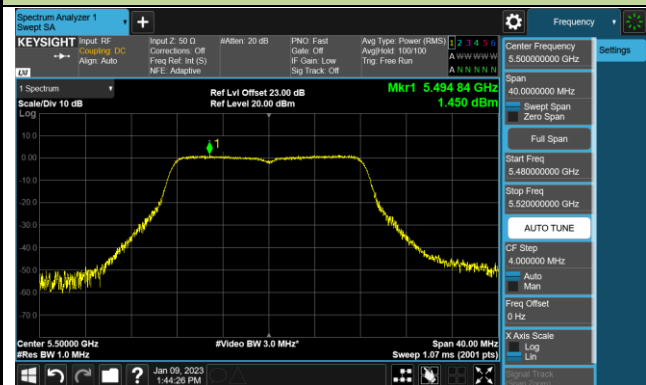 Spectrum Analyzer 1
Swept SA
Frequency
KEYSIGHT
Input: RF
Coupling: DC
Align: Auto
Input Z: 50 Ω
Corrections: Off
Freq Ref: Int (S)
NFE: Adaptive
#Atten: 20 dB
PNO: Fast
Gate: Off
IF Gain: Low
Sig Track: Off
Avg Type: Power (RMS)
Avg|Hold: 100/100
Trig: Free Run
1 2 3 4 5 6
A W W W W W
A N N N N N
LXI
1 Spectrum
Scale/Div 10 dB
Log
Ref Lvl Offset 23.00 dB
Ref Level 20.00 dBm
Mkr1 5.494 84 GHz
1.450 dBm
1
10.0
0.00
-10.0
-20.0
-30.0
-40.0
-50.0
-60.0
-70.0
Center 5.50000 GHz
#Res BW 1.0 MHz
#Video BW 3.0 MHz*
Span 40.00 MHz
Sweep 1.07 ms (2001 pts)
Jan 09, 2023
1:44:26 PM
Center Frequency
5.500000000 GHz
Settings
Span
40.0000000 MHz
Swept Span
Zero Span
Full Span
Start Freq
5.480000000 GHz
Stop Freq
5.520000000 GHz
AUTO TUNE
CF Step
4.000000 MHz
Auto
Man
Freq Offset
0 Hz
X Axis Scale
Log
Lin
Signal Track
(Span Zoom)